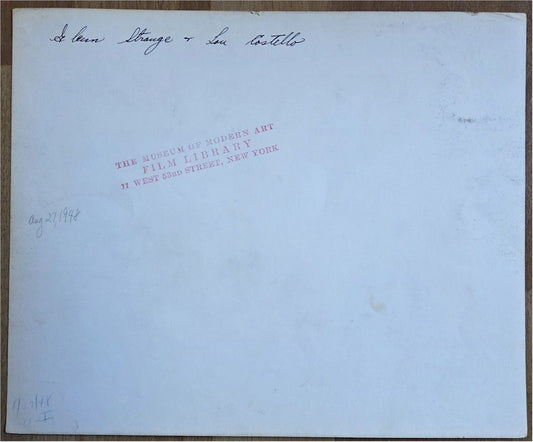 Glenn Strange & Lou Costello
THE MUSEUM OF MODERN ART
FILM LIBRARY
11 WEST 53RD STREET, NEW YORK
Aug 27, 1948